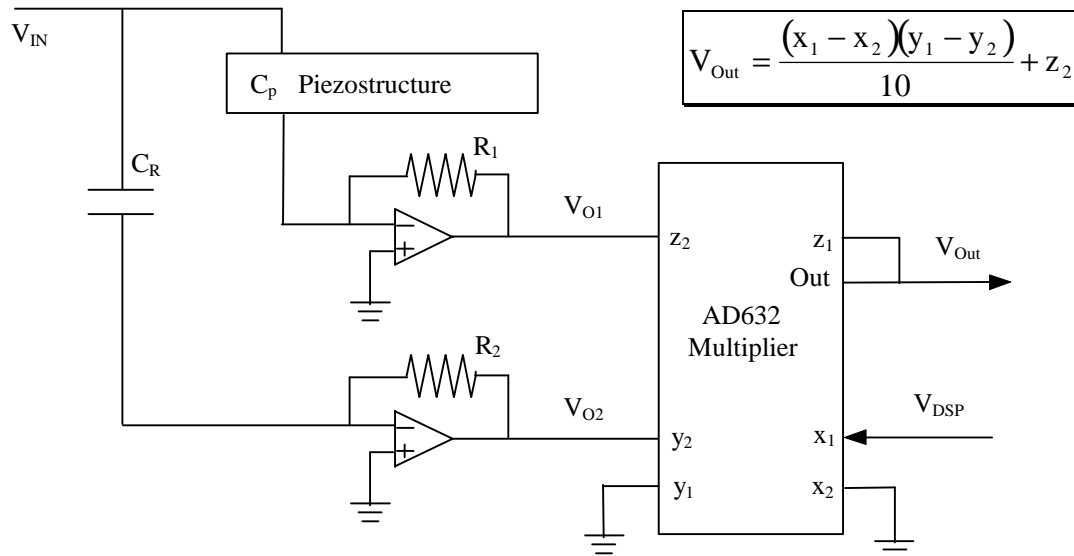 V_IN
C_p Piezostructure
V_Out = (x_1 − x_2)(y_1 − y_2) / 10 + z_2
C_R
R_1
V_O1
z_2
z_1
V_Out
Out
AD632
Multiplier
R_2
V_O2
V_DSP
y_2
x_1
y_1
x_2